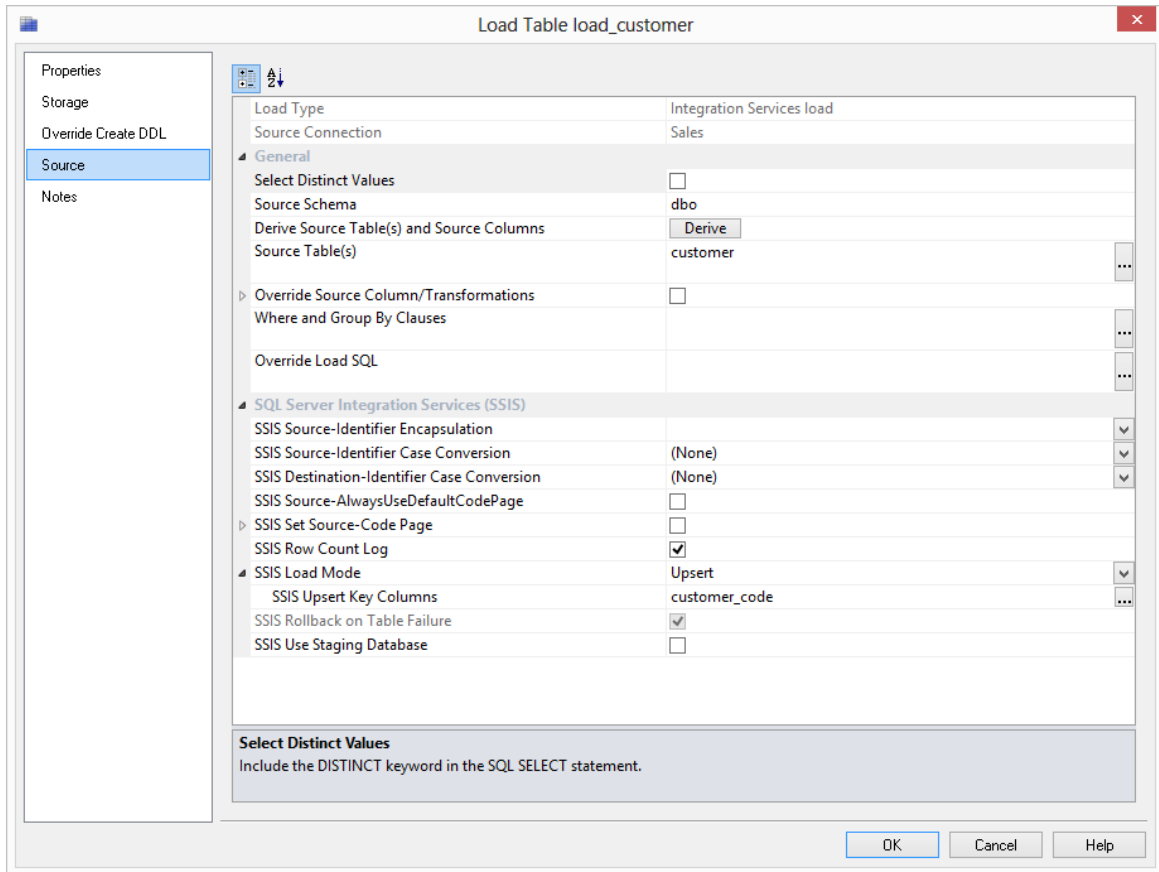 Load Table load_customer
Properties
Storage
Override Create DDL
Source
Notes
Load Type Integration Services load
Source Connection Sales
General
Select Distinct Values
Source Schema dbo
Derive Source Table(s) and Source Columns Derive
Source Table(s) customer
...
Override Source Column/Transformations
Where and Group By Clauses
...
Override Load SQL
...
SQL Server Integration Services (SSIS)
SSIS Source-Identifier Encapsulation
SSIS Source-Identifier Case Conversion (None)
SSIS Destination-Identifier Case Conversion (None)
SSIS Source-AlwaysUseDefaultCodePage
SSIS Set Source-Code Page
SSIS Row Count Log
SSIS Load Mode Upsert
SSIS Upsert Key Columns customer_code ...
SSIS Rollback on Table Failure
SSIS Use Staging Database
Select Distinct Values
Include the DISTINCT keyword in the SQL SELECT statement.
OK Cancel Help